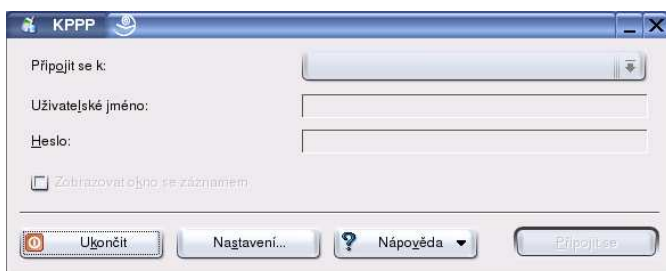 KPPP
Připojit se k:
Uživatelské jméno:
Heslo:
Zobrazovat okno se záznamem
Ukončit Nastavení... Nápověda Připojit se